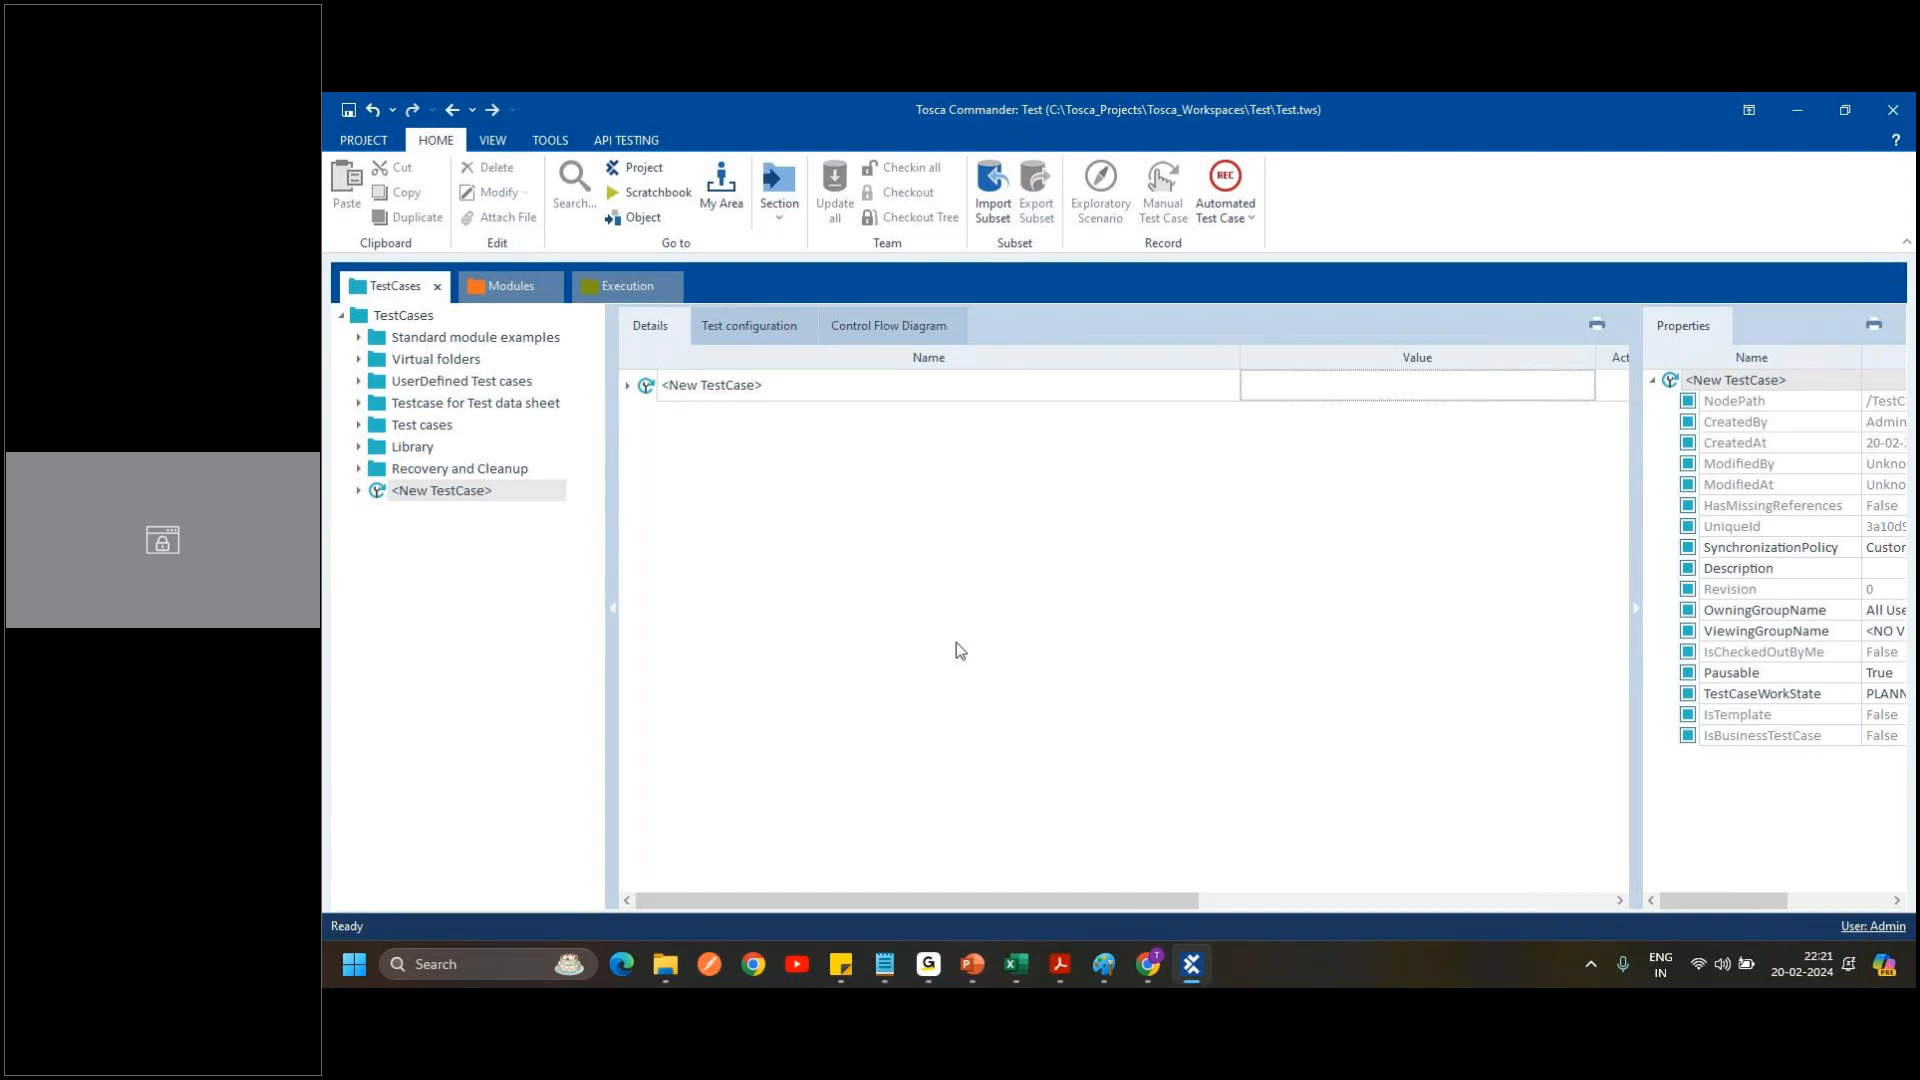 Tosca Commander: Test (C:\Tosca_Projects\Tosca_Workspaces\Test\Test.tws)
PROJECT HOME VIEW TOOLS API TESTING ?
Paste
Cut
Copy
Duplicate
Clipboard
Delete
Modify
Attach File
Edit
Search...
Project
Scratchbook
Object
My Area
Go to
Section
Update all
Checkin all
Checkout
Checkout Tree
Team
Import Subset
Export Subset
Subset
Exploratory Scenario
Manual Test Case
REC
Automated Test Case
Record
TestCases x Modules Execution
TestCases
Standard module examples
Virtual folders
UserDefined Test cases
Testcase for Test data sheet
Test cases
Library
Recovery and Cleanup
<New TestCase>
Details Test configuration Control Flow Diagram
Name Value Act
<New TestCase>
Properties
Name
<New TestCase>
NodePath /TestC
CreatedBy Admin
CreatedAt 20-02-
ModifiedBy Unkno
ModifiedAt Unkno
HasMissingReferences False
UniqueId 3a10d9
SynchronizationPolicy Custor
Description
Revision 0
OwningGroupName All Use
ViewingGroupName <NO V
IsCheckedOutByMe False
Pausable True
TestCaseWorkState PLANN
IsTemplate False
IsBusinessTestCase False
Ready User: Admin
Search
ENG
IN
22:21
20-02-2024
PRE